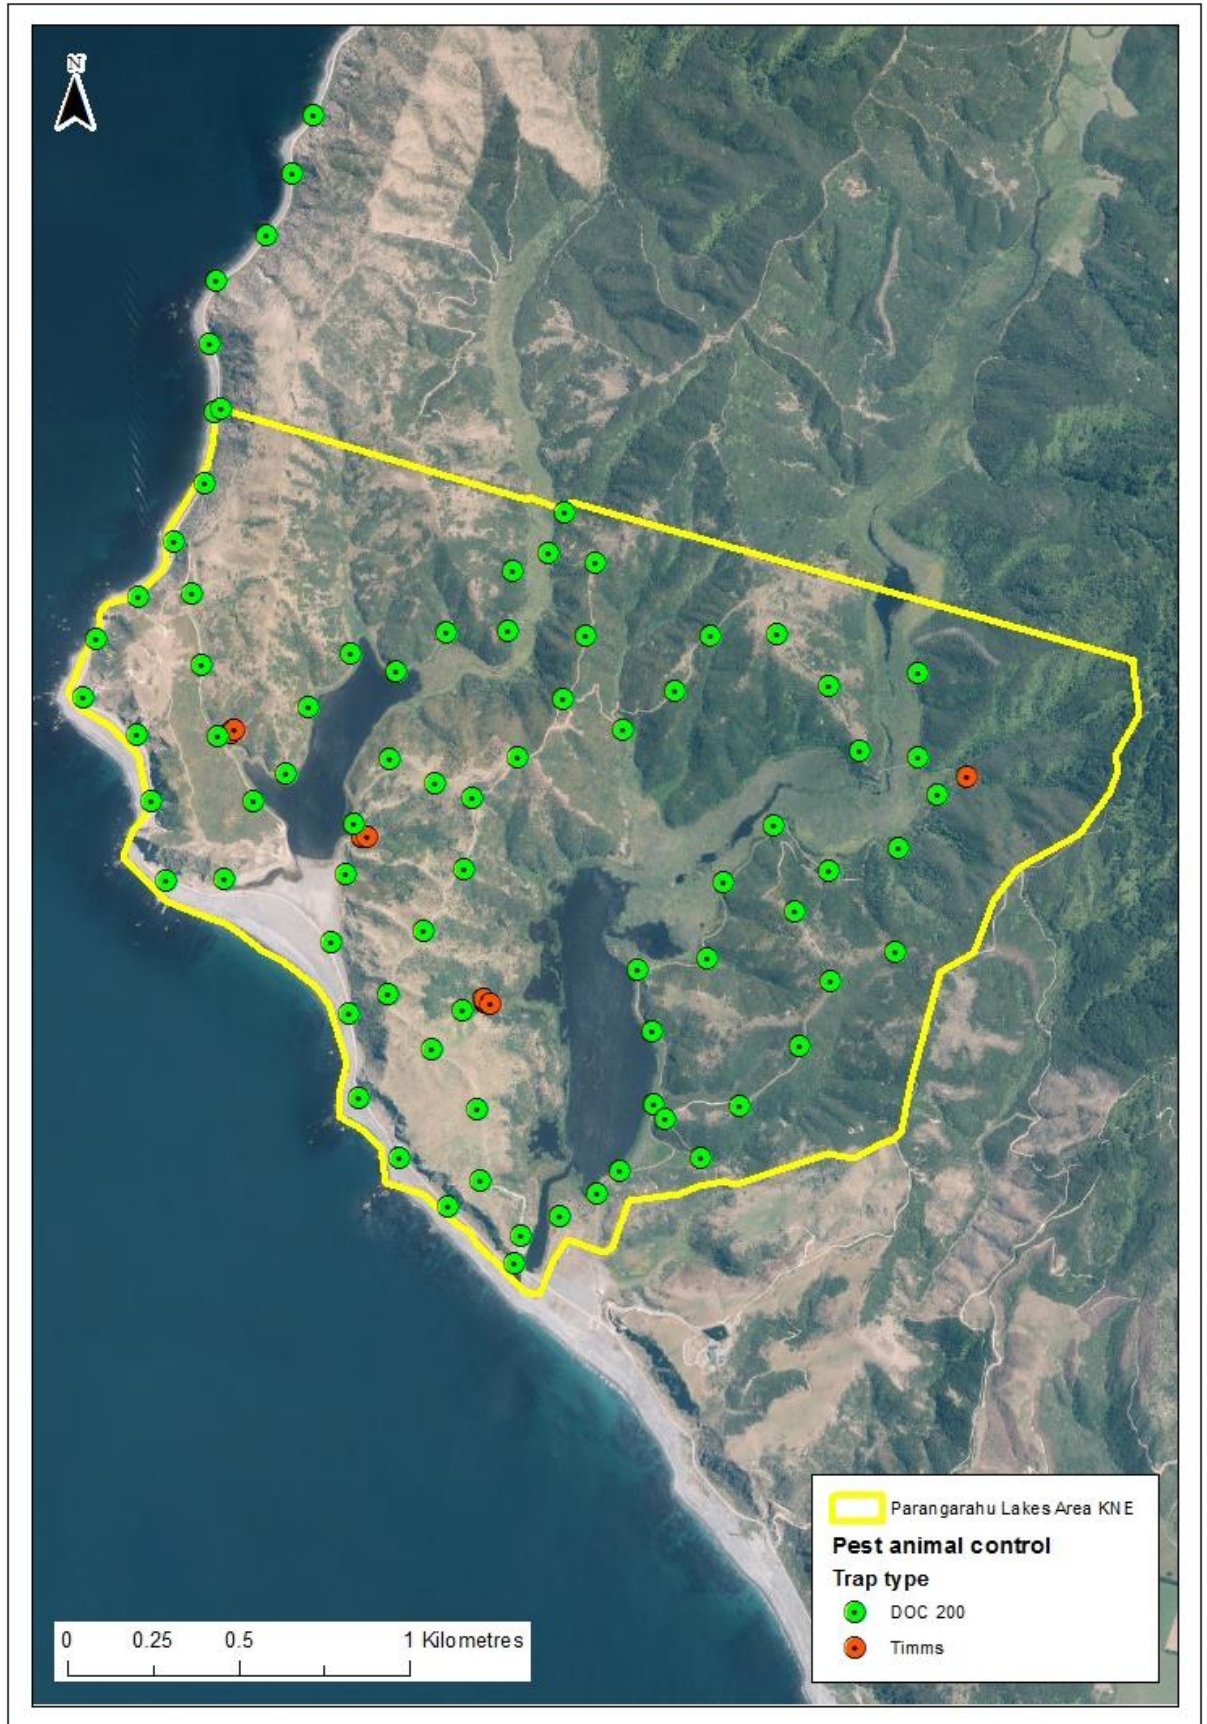 N
Parangarahu Lakes Area KNE
Pest animal control
Trap type
DOC 200
Timms
0 0.25 0.5 1 Kilometres